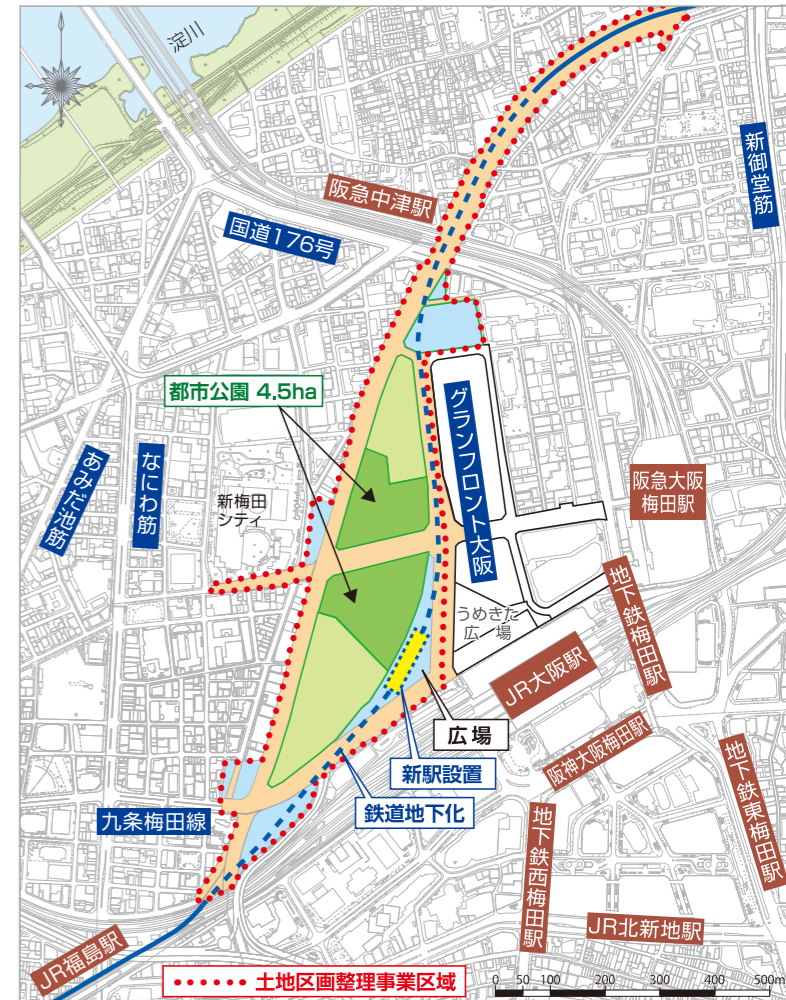 淀川
新御堂筋
阪急中津駅
国道176号
都市公園 4.5ha
グランフロント大阪
あみだ池筋
なにわ筋
新梅田
シティ
阪急大阪
梅田駅
うめきた
広場
地下鉄梅田駅
JR大阪駅
広場
新駅設置
阪神大阪梅田駅
鉄道地下化
九条梅田線
地下鉄東梅田駅
地下鉄西梅田駅
JR北新地駅
JR福島駅
土地区画整理事業区域
0 50 100 200 300 400 500m